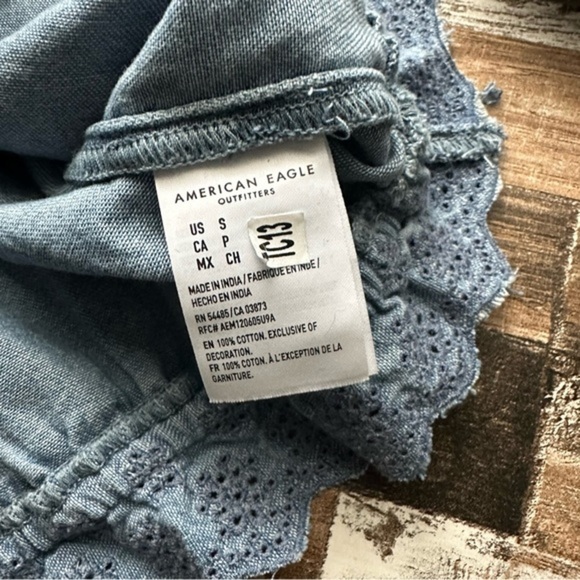 AMERICAN EAGLE
OUTFITTERS
US S
CA P
MX CH
TC13
MADE IN INDIA / FABRIQUÉ EN INDE /
HECHO EN INDIA
RN 54485 / CA 03873
RFC# AEM120605U9A
EN 100% COTTON. EXCLUSIVE OF
DECORATION.
FR 100% COTON. À L'EXCEPTION DE LA
GARNITURE.